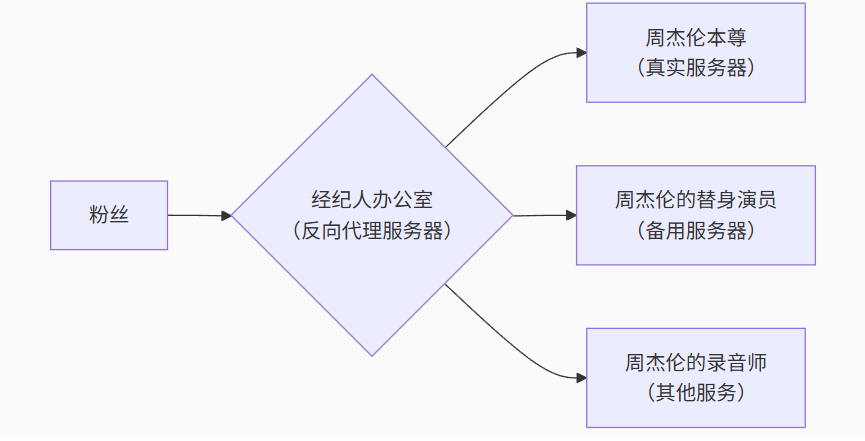 粉丝
经纪人办公室
（反向代理服务器）
周杰伦本尊
（真实服务器）
周杰伦的替身演员
（备用服务器）
周杰伦的录音师
（其他服务）